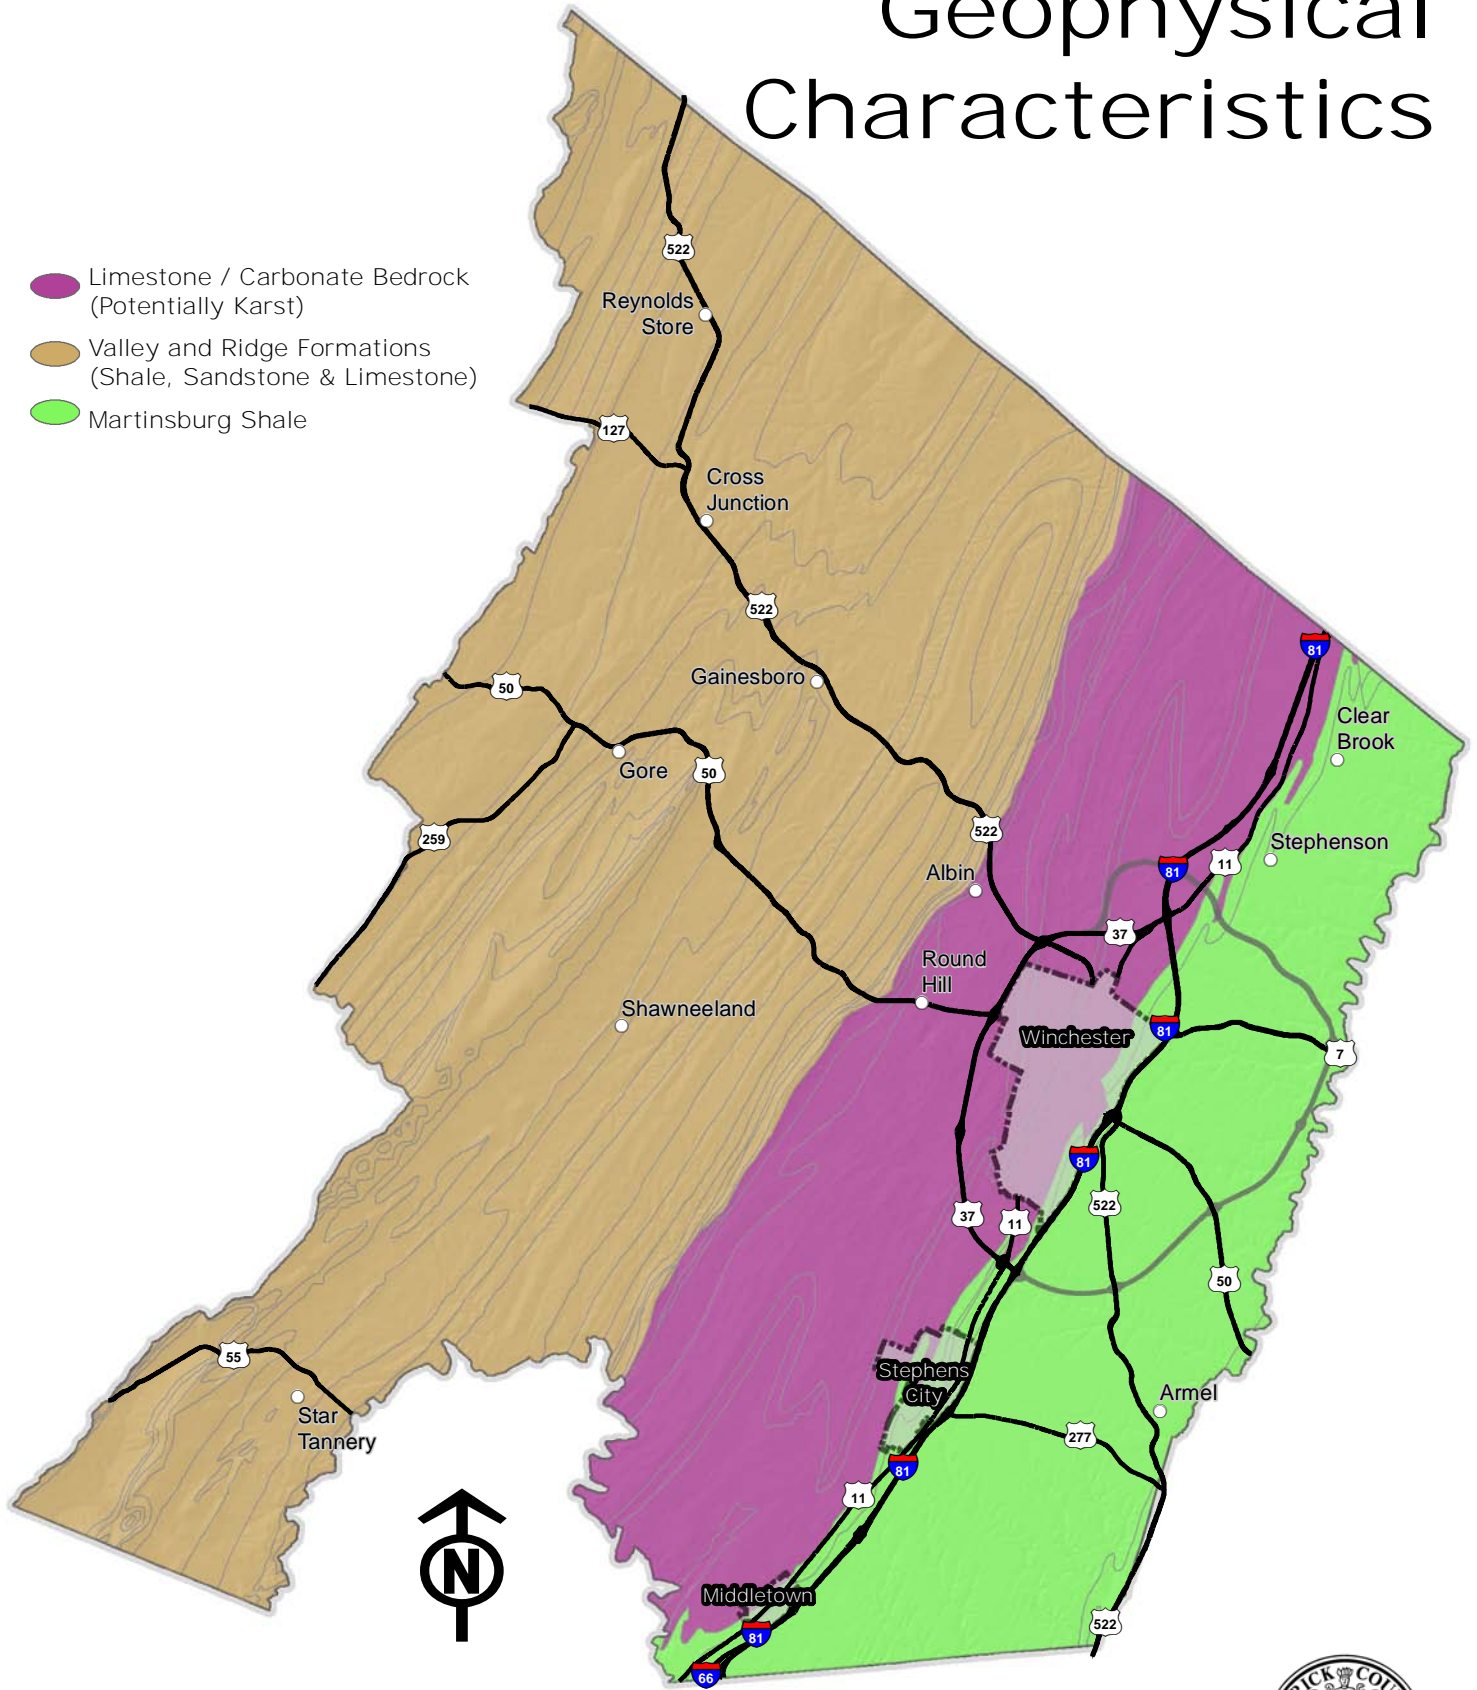 Geophysical
Characteristics
Limestone / Carbonate Bedrock
(Potentially Karst)
Valley and Ridge Formations
(Shale, Sandstone & Limestone)
Martinsburg Shale
522
Reynolds
Store
127
Cross
Junction
522
81
Gainesboro
50
Clear
Brook
Gore
50
522
259
Stephenson
11
81
Albin
37
Round
Hill
Shawneeland
Winchester
81
7
81
522
37
11
50
55
Stephens
City
Armel
Star
Tannery
277
81
11
N
Middletown
522
81
66
RICK COU